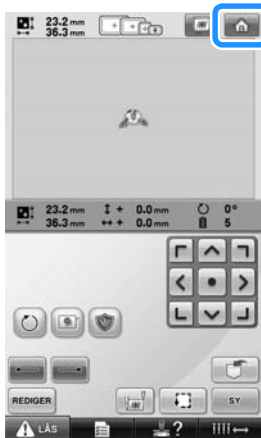 23.2 mm
36.3 mm
23.2 mm + 0.0 mm 0°
36.3 mm + 0.0 mm 5
REDIGER SY
LÅS ?